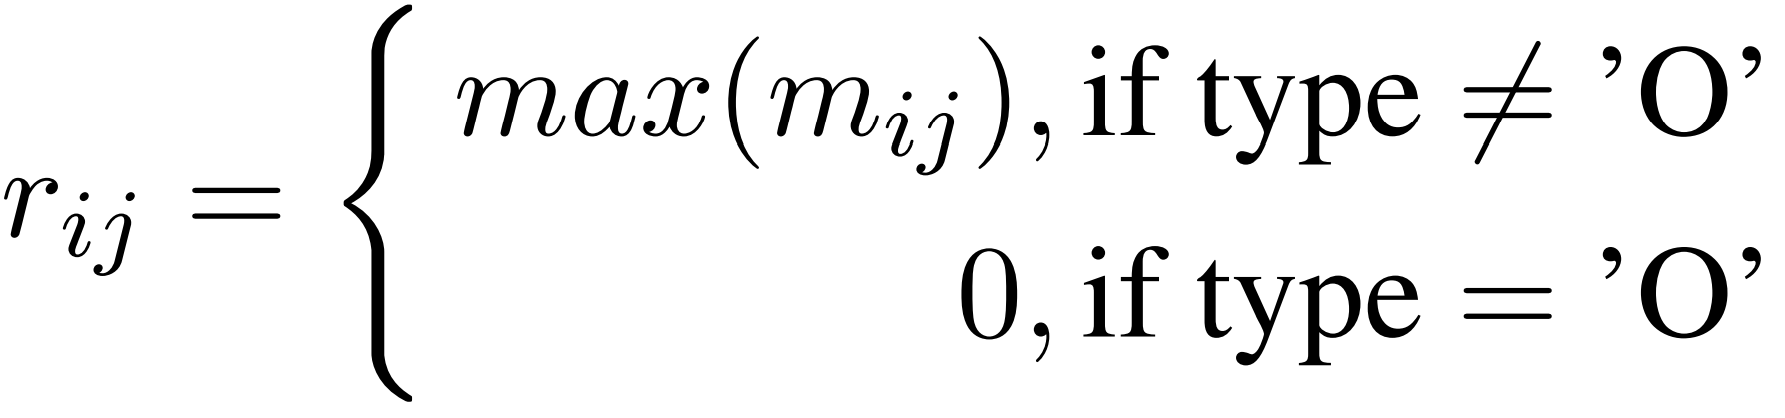 r_{ij} = { max(m_{ij}), if type ≠ ’O’
0, if type = ’O’